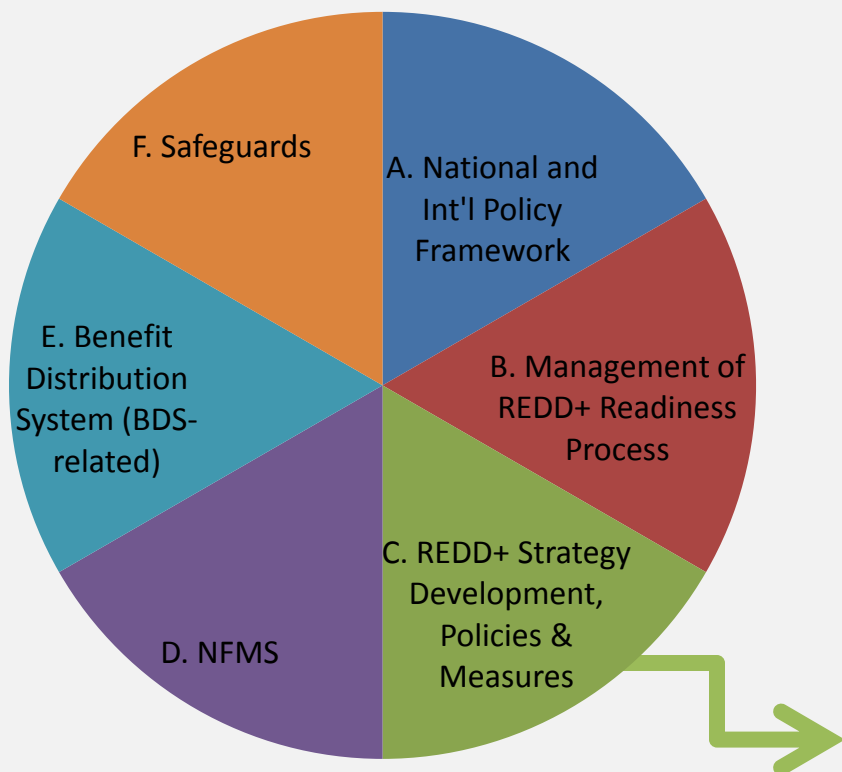 F. Safeguards
A. National and
Int'l Policy
Framework
E. Benefit
Distribution
System (BDS-
related)
B. Management of
REDD+ Readiness
Process
C. REDD+ Strategy
Development,
Policies &
Measures
D. NFMS